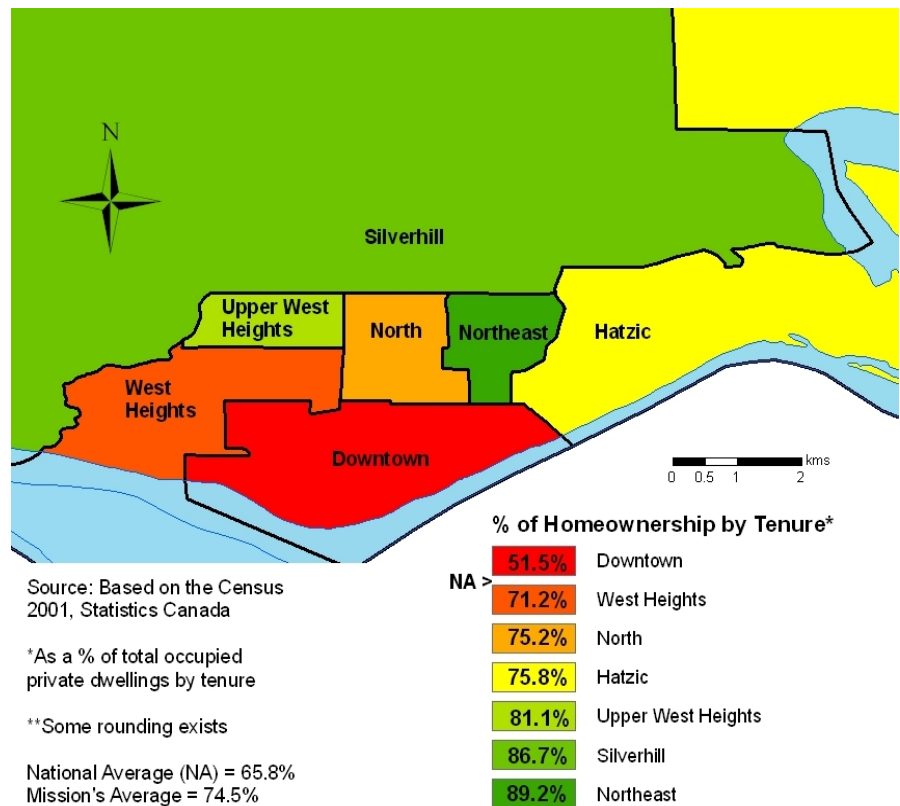 N
Silverhill
Upper West
Heights
North
Northeast
Hatzic
West
Heights
Downtown
kms
0 0.5 1 2
% of Homeownership by Tenure*
51.5% Downtown
NA >
71.2% West Heights
75.2% North
75.8% Hatzic
81.1% Upper West Heights
86.7% Silverhill
89.2% Northeast
Source: Based on the Census
2001, Statistics Canada
*As a % of total occupied
private dwellings by tenure
**Some rounding exists
National Average (NA) = 65.8%
Mission's Average = 74.5%